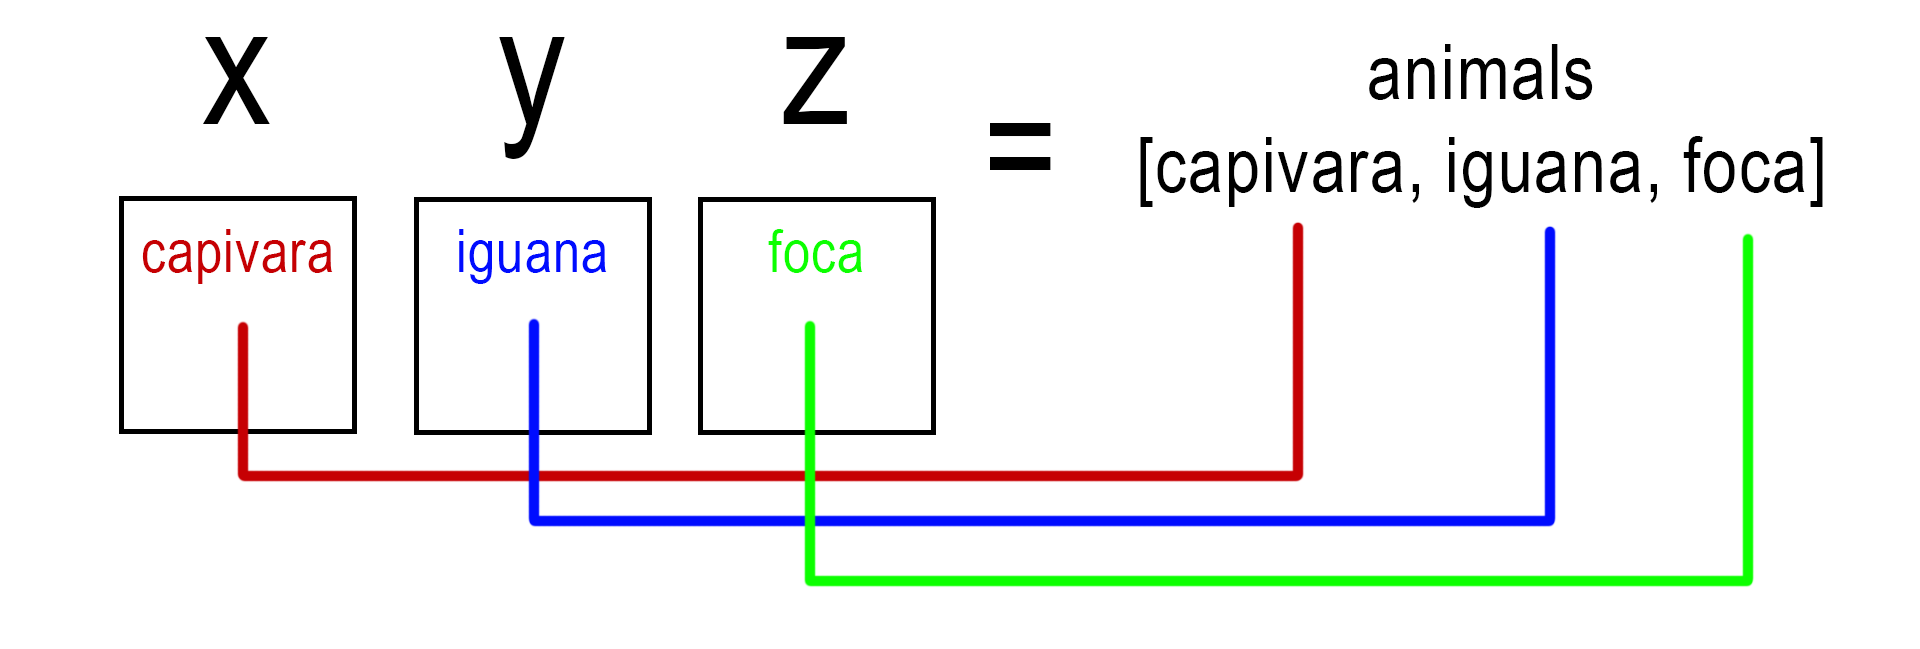 x y z
=
animals
[capivara, iguana, foca]
capivara iguana foca